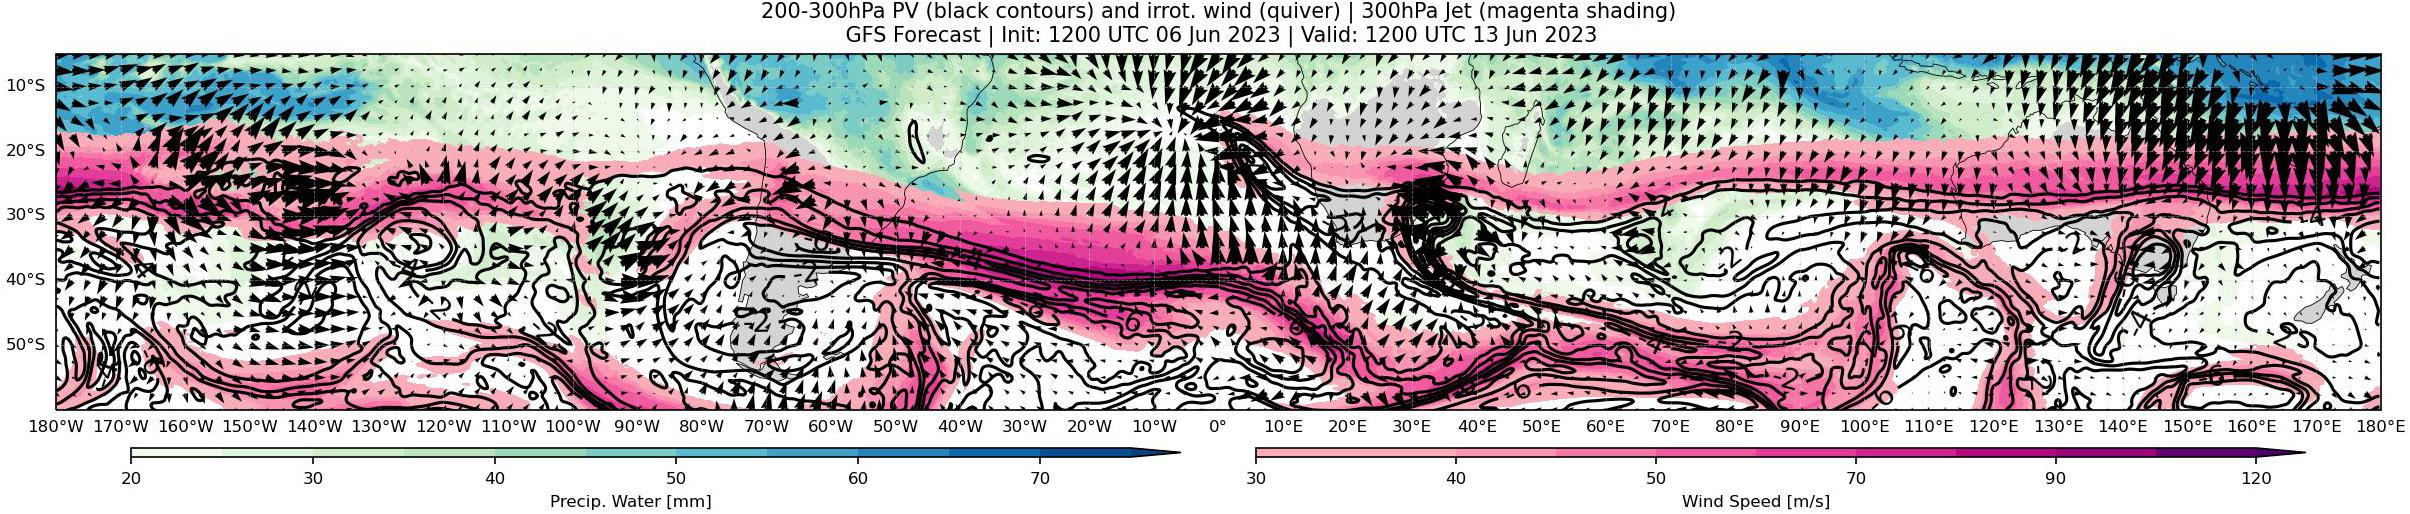 200-300hPa PV (black contours) and irrot. wind (quiver) | 300hPa Jet (magenta shading)
GFS Forecast | Init: 1200 UTC 06 Jun 2023 | Valid: 1200 UTC 13 Jun 2023
10°S
20°S
30°S
40°S
50°S
180°W 170°W 160°W 150°W 140°W 130°W 120°W 110°W 100°W 90°W 80°W 70°W 60°W 50°W 40°W 30°W 20°W 10°W 0° 10°E 20°E 30°E 40°E 50°E 60°E 70°E 80°E 90°E 100°E 110°E 120°E 130°E 140°E 150°E 160°E 170°E 180°E
20 30 40 50 60 70
Precip. Water [mm]
30 40 50 70 90 120
Wind Speed [m/s]